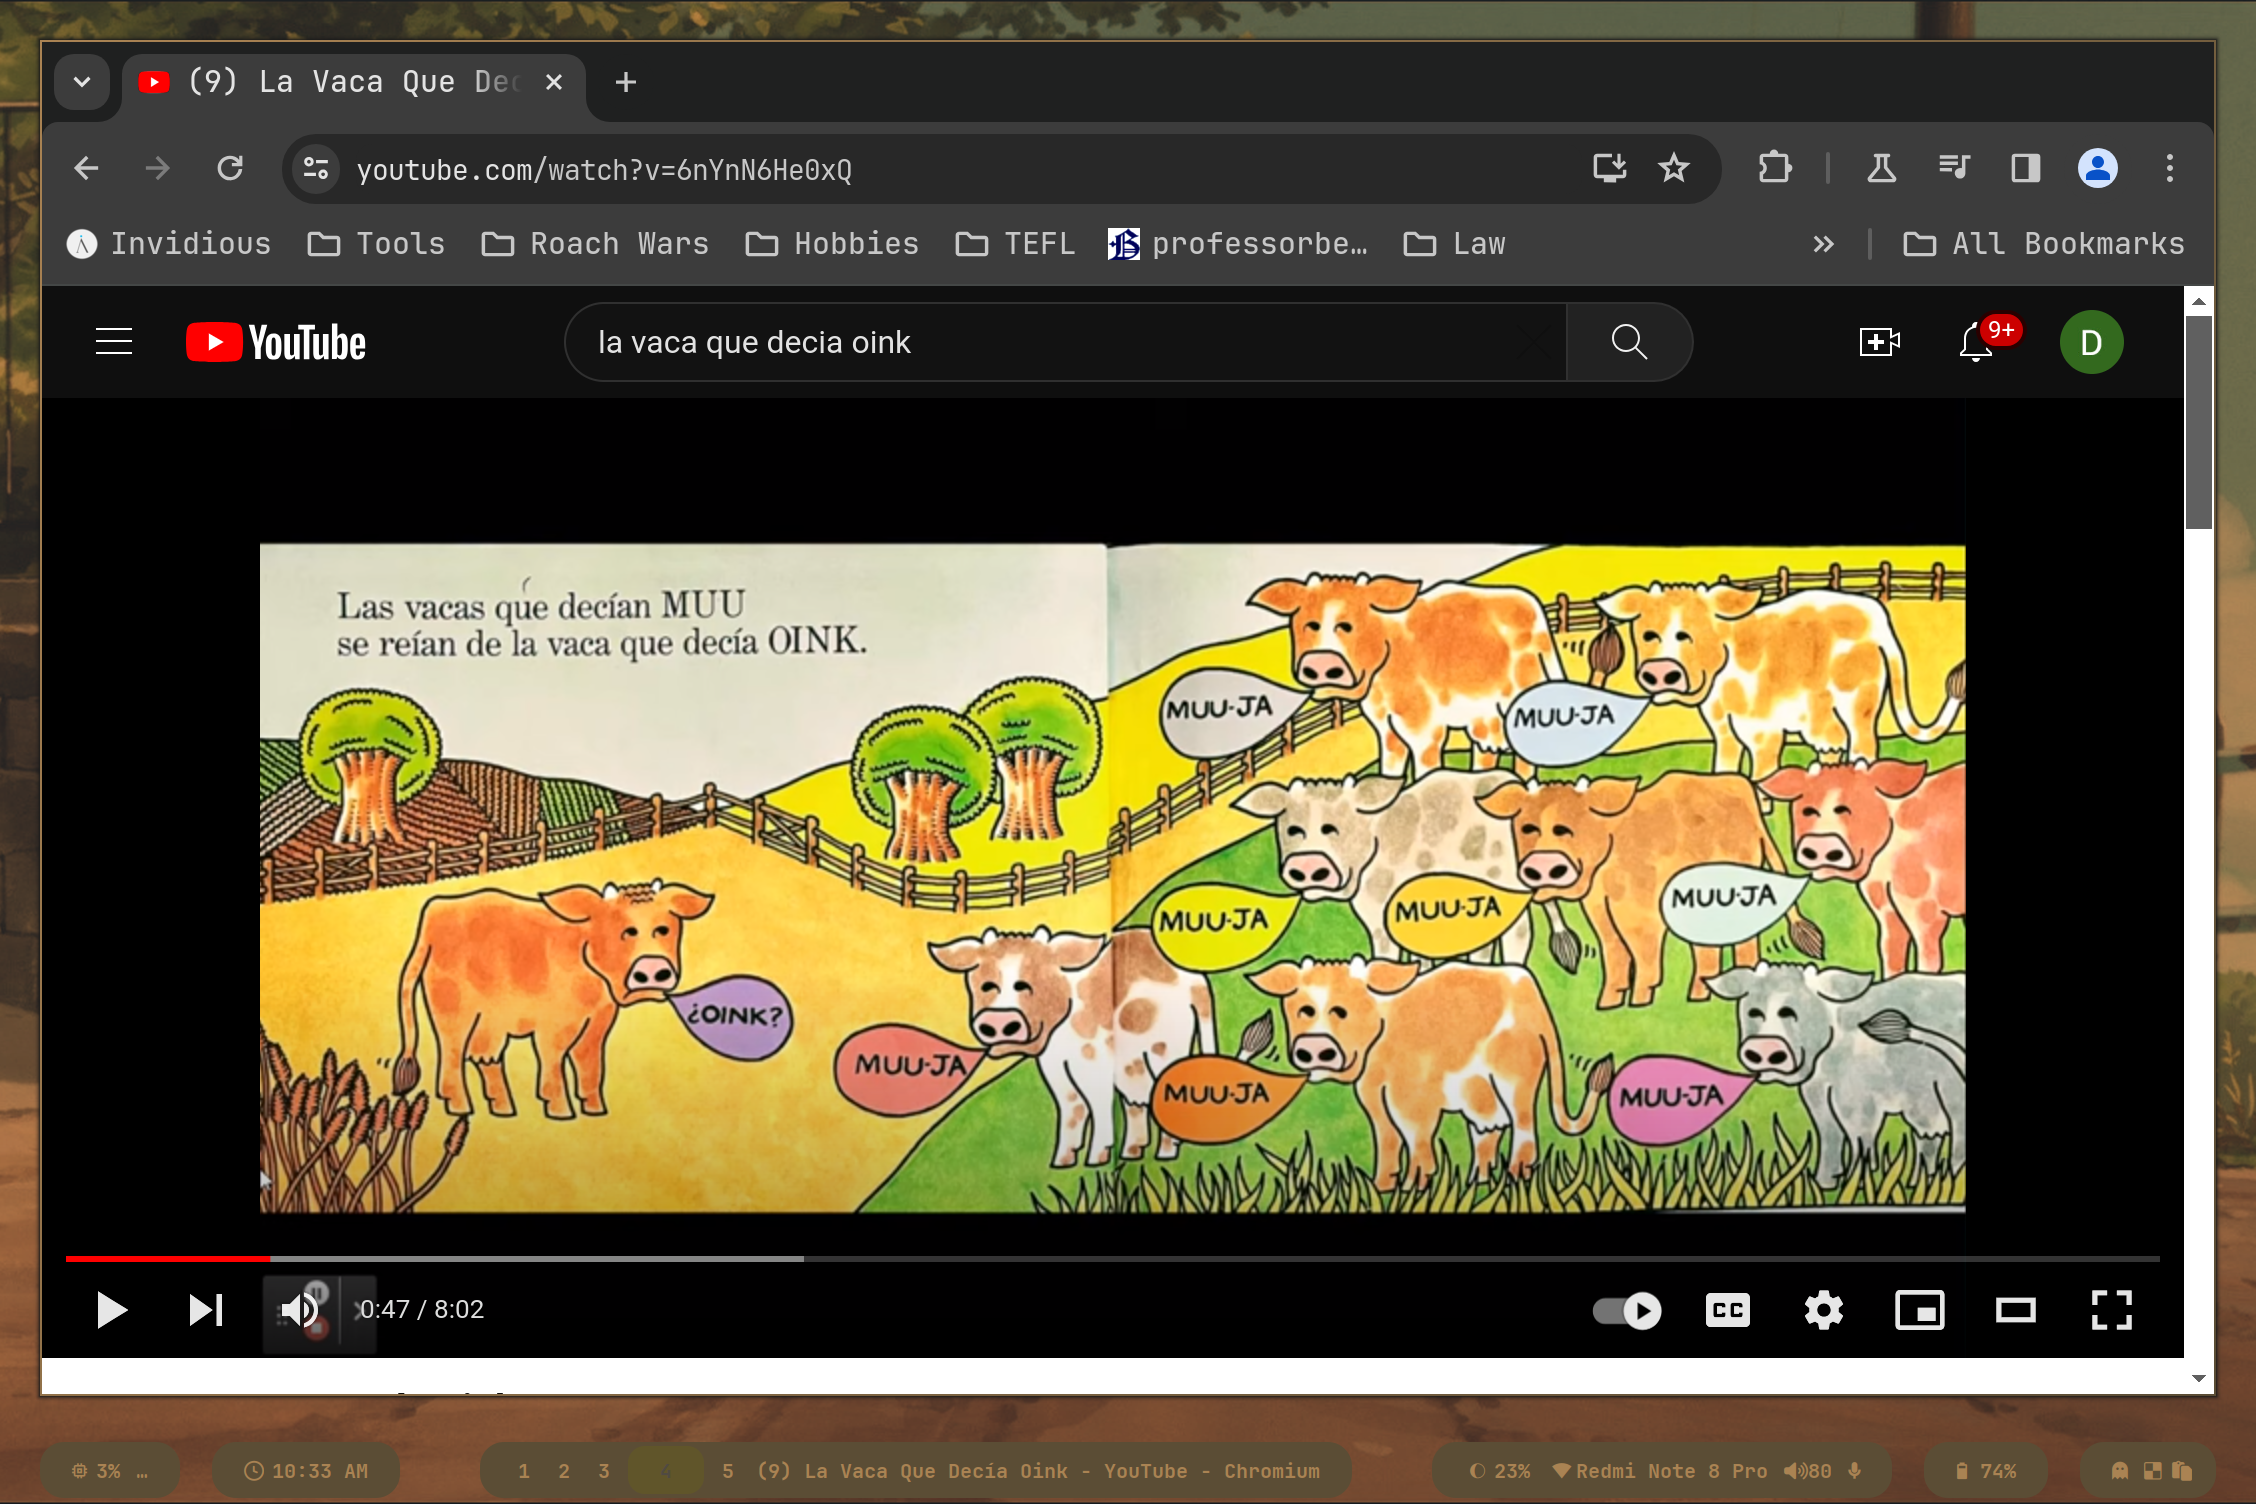 (9) La Vaca Que Dec
youtube.com/watch?v=6nYnN6He0xQ
Invidious Tools Roach Wars Hobbies TEFL professorbe… Law » All Bookmarks
YouTube
la vaca que decia oink
9+
D
Las vacas que decían MUU
se reían de la vaca que decía OINK.
MUU-JA
MUU-JA
MUU-JA
MUU-JA
MUU-JA
¿OINK?
MUU-JA
MUU-JA
MUU-JA
0:47 / 8:02
CC
3% … 10:33 AM 1 2 3 4 5 (9) La Vaca Que Decía Oink - YouTube - Chromium 23% Redmi Note 8 Pro 80 74%